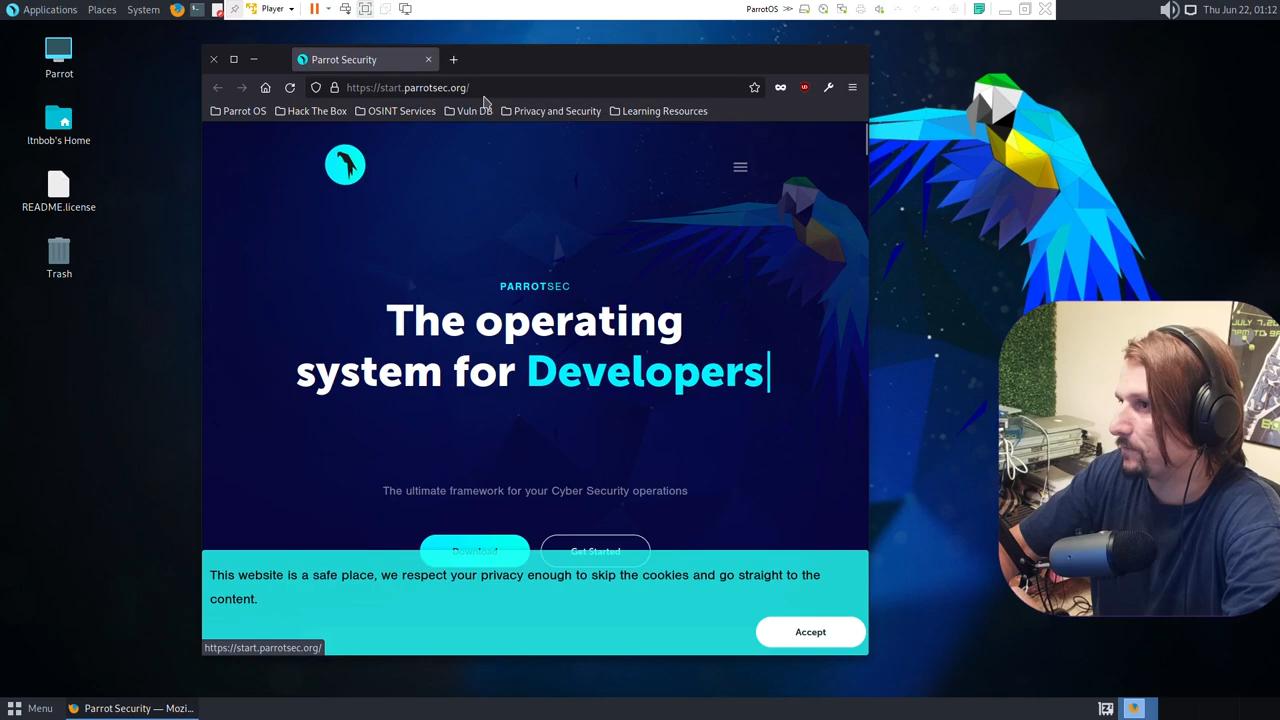 Applications Places System
Player
ParrotOS
Thu Jun 22, 01:12
Parrot
ltnbob's Home
README.license
Trash
Parrot Security
https://start.parrotsec.org/
Parrot OS Hack The Box OSINT Services Vuln DB Privacy and Security Learning Resources
PARROTSEC
The operating
system for Developers
The ultimate framework for your Cyber Security operations
Download Get Started
This website is a safe place, we respect your privacy enough to skip the cookies and go straight to the
content.
Accept
https://start.parrotsec.org/
Menu Parrot Security — Mozi...